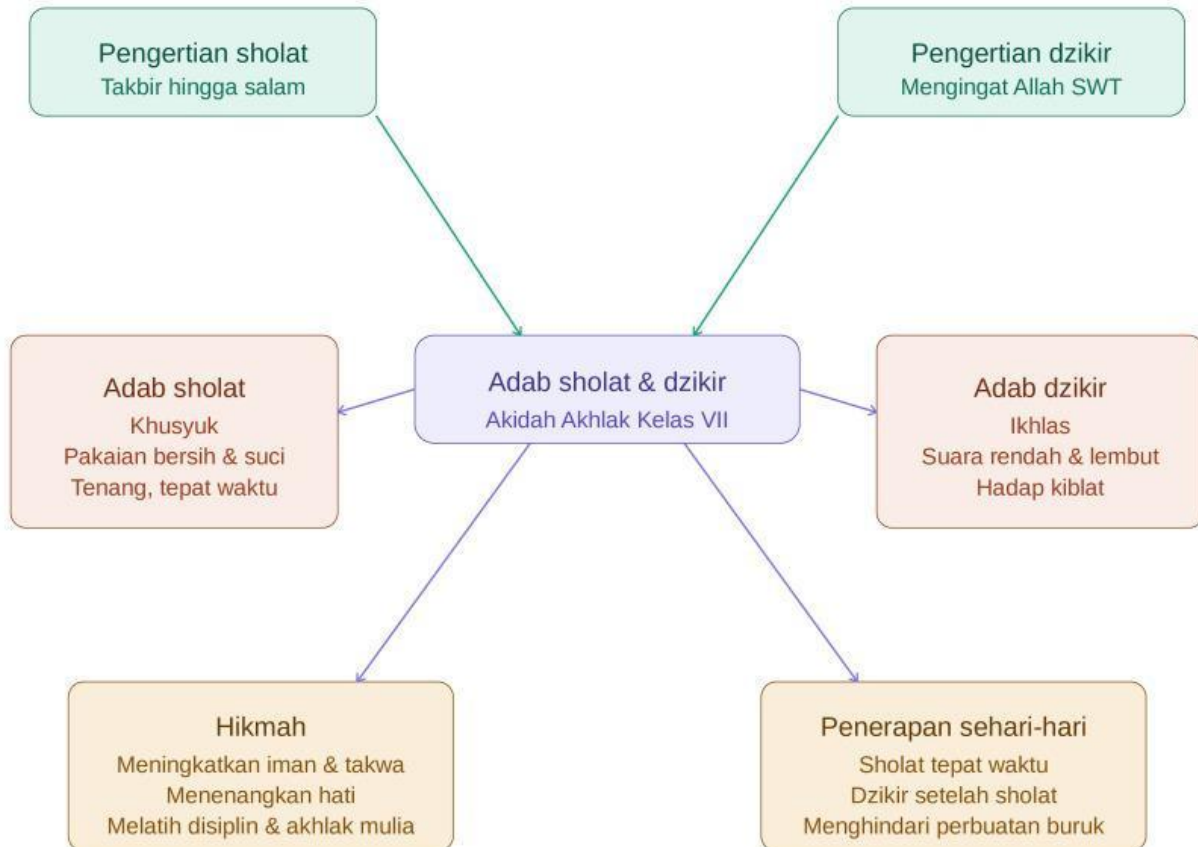 Pengertian sholat
Takbir hingga salam
Pengertian dzikir
Mengingat Allah SWT
Adab sholat
Khusyuk
Pakaian bersih & suci
Tenang, tepat waktu
Adab sholat & dzikir
Akidah Akhlak Kelas VII
Adab dzikir
Ikhlas
Suara rendah & lembut
Hadap kiblat
Hikmah
Meningkatkan iman & takwa
Menenangkan hati
Melatih disiplin & akhlak mulia
Penerapan sehari-hari
Sholat tepat waktu
Dzikir setelah sholat
Menghindari perbuatan buruk